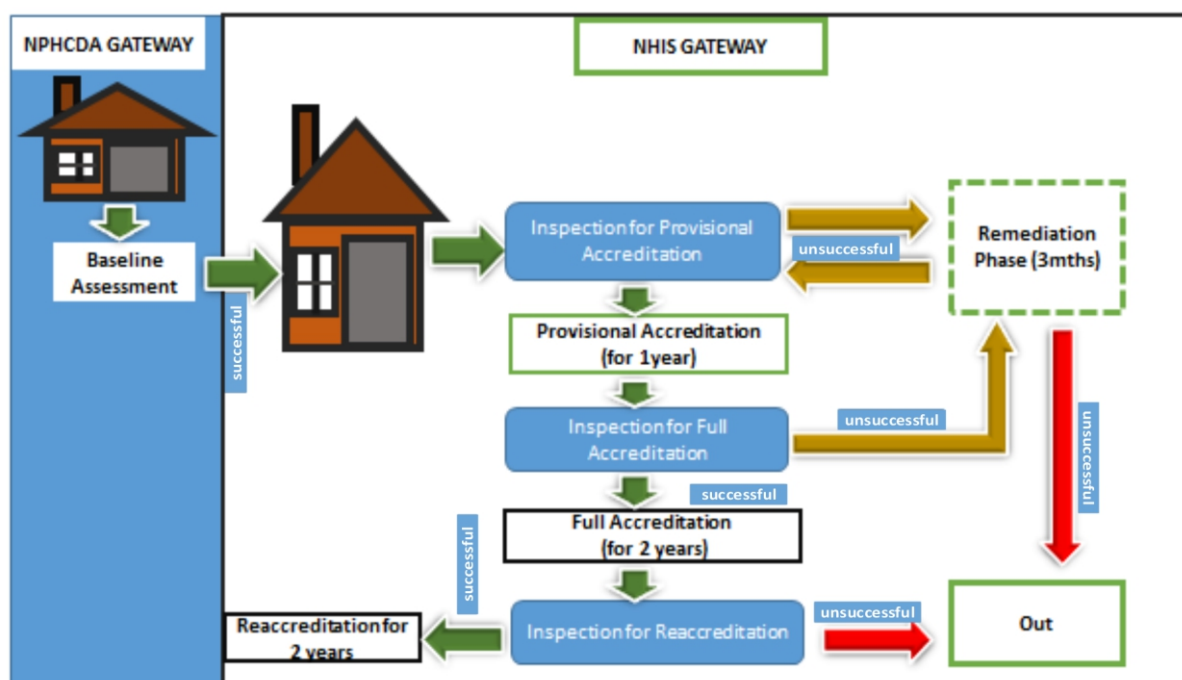 NPHCDA GATEWAY
NHIS GATEWAY
Baseline
Assessment
successful
Inspection for Provisional
Accreditation
unsuccessful
Remediation
Phase (3mths)
Provisional Accreditation
(for 1year)
Inspection for Full
Accreditation
unsuccessful
unsuccessful
successful
Full Accreditation
(for 2 years)
successful
Inspection for Reaccreditation
unsuccessful
Reaccreditation for
2 years
Out